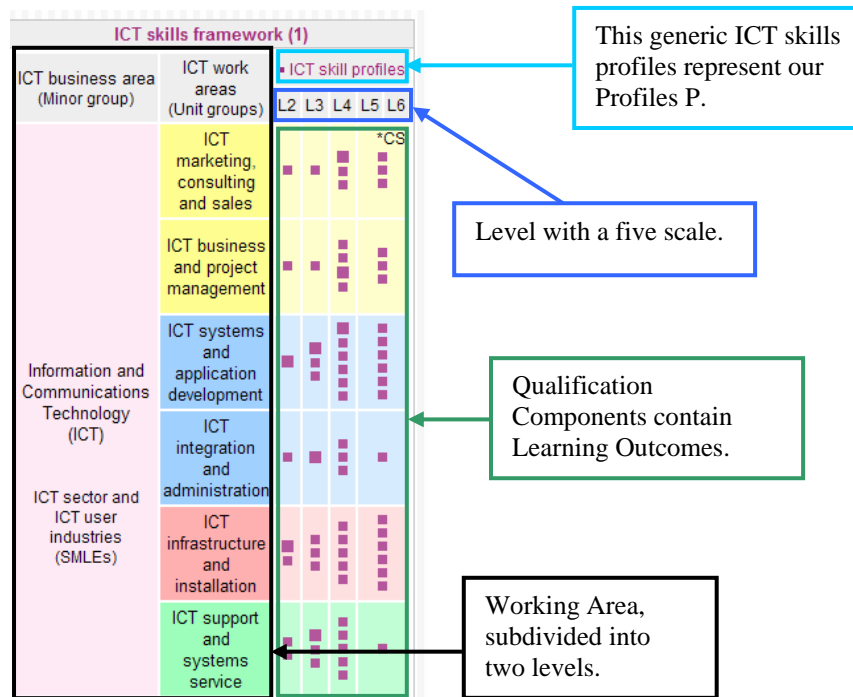 ICT skills framework (1)
ICT business area
(Minor group)
ICT work
areas
(Unit groups)
ICT skill profiles
L2 L3 L4 L5 L6
*CS
ICT
marketing,
consulting
and sales
ICT business
and project
management
ICT systems
and
application
development
ICT
integration
and
administration
ICT
infrastructure
and
installation
ICT support
and
systems
service
Information and
Communications
Technology
(ICT)
ICT sector and
ICT user
industries
(SMLEs)
This generic ICT skills
profiles represent our
Profiles P.
Level with a five scale.
Qualification
Components contain
Learning Outcomes.
Working Area,
subdivided into
two levels.